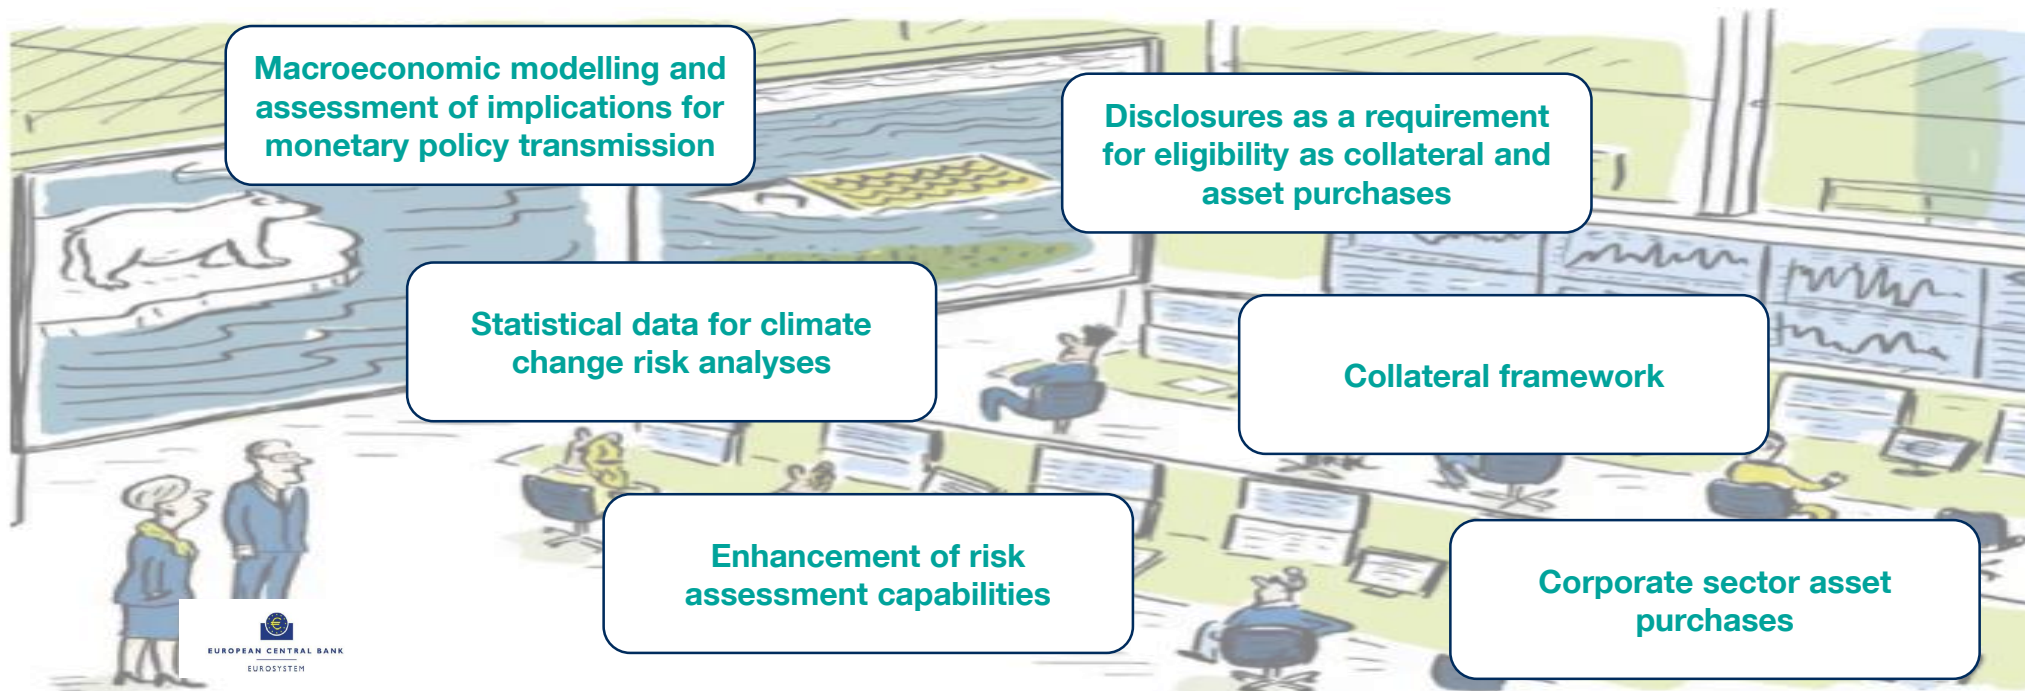 Macroeconomic modelling and
assessment of implications for
monetary policy transmission
Disclosures as a requirement
for eligibility as collateral and
asset purchases
Statistical data for climate
change risk analyses
Collateral framework
Enhancement of risk
assessment capabilities
Corporate sector asset
purchases
EUROPEAN CENTRAL BANK
EUROSYSTEM